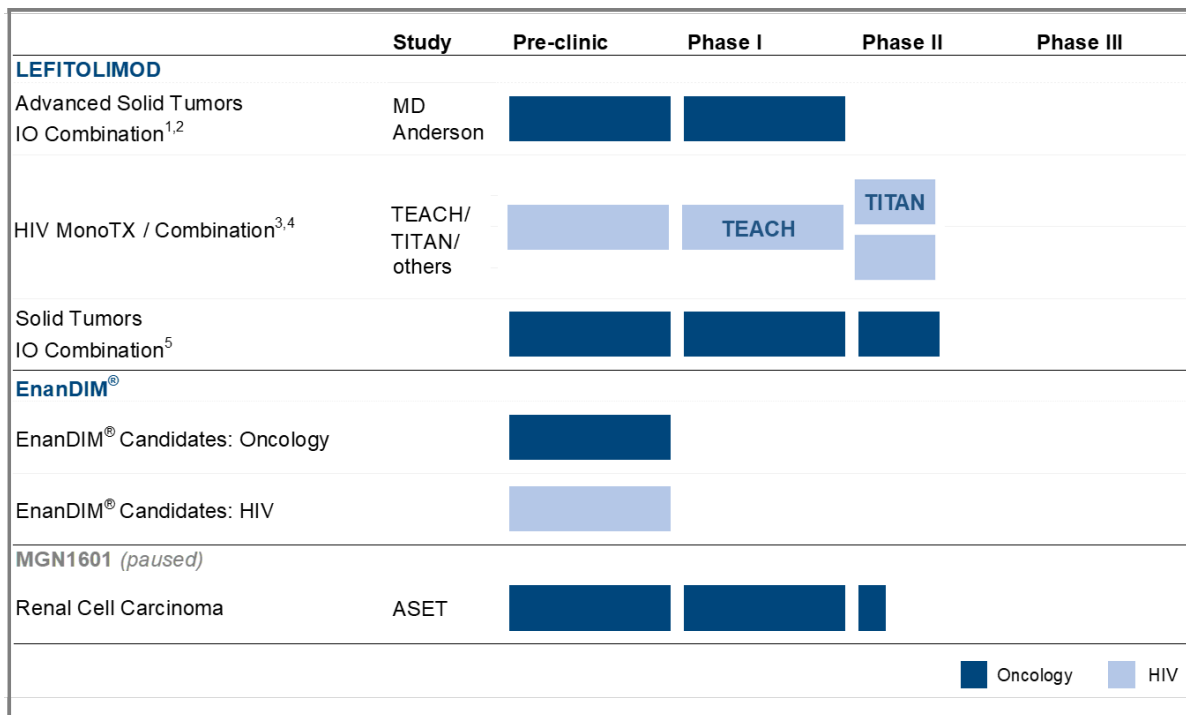 Study Pre-clinic Phase I Phase II Phase III
LEFITOLIMOD
Advanced Solid Tumors
IO Combination1,2
MD
Anderson
HIV MonoTX / Combination3,4
TEACH/
TITAN/
others
TEACH
TITAN
Solid Tumors
IO Combination5
EnanDIM®
EnanDIM® Candidates: Oncology
EnanDIM® Candidates: HIV
MGN1601 (paused)
Renal Cell Carcinoma ASET
Oncology HIV